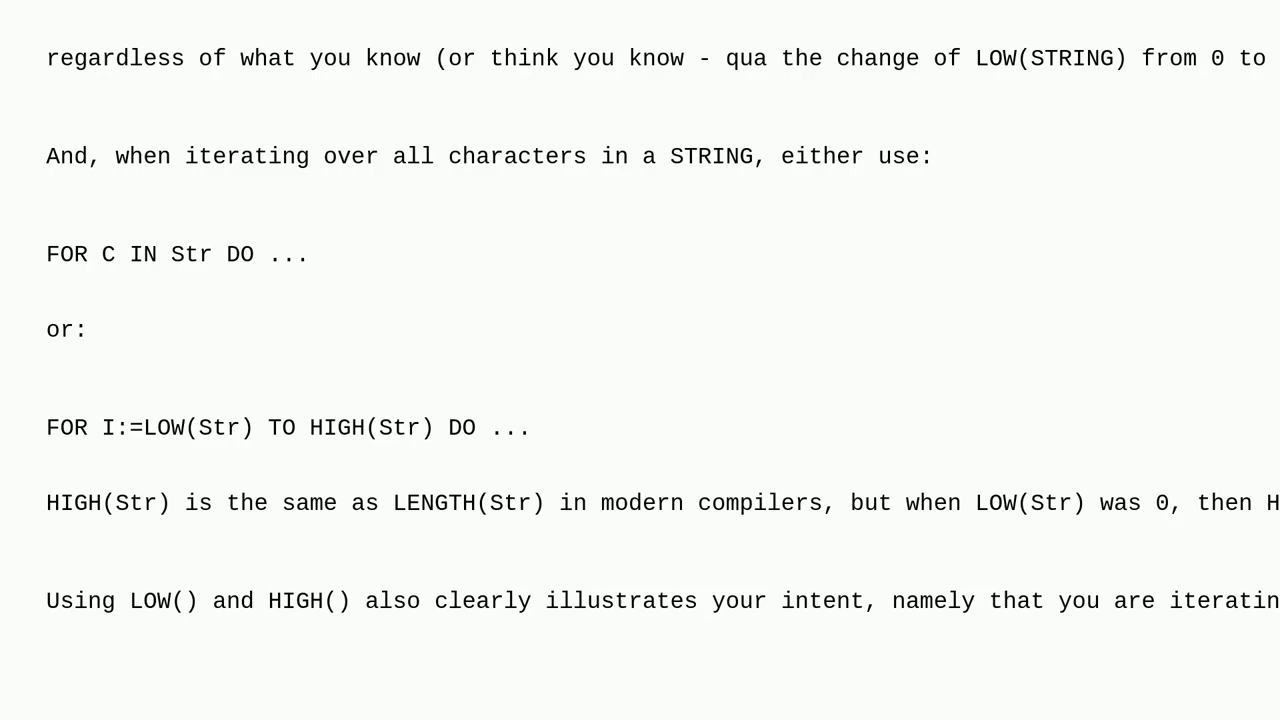 regardless of what you know (or think you know - qua the change of LOW(STRING) from 0 to
And, when iterating over all characters in a STRING, either use:
FOR C IN Str DO ...
or:
FOR I:=LOW(Str) TO HIGH(Str) DO ...
HIGH(Str) is the same as LENGTH(Str) in modern compilers, but when LOW(Str) was 0, then H
Using LOW() and HIGH() also clearly illustrates your intent, namely that you are iteratin